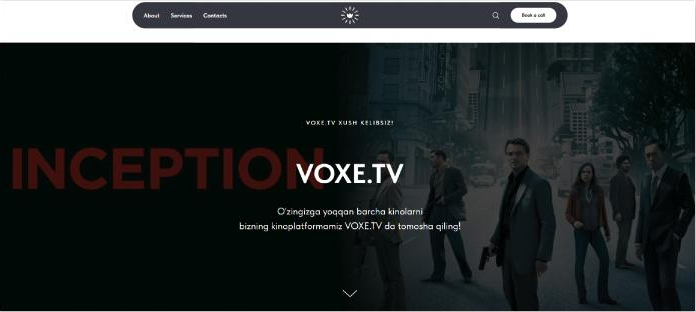 About Services Contacts Book a call
VOXE.TV XUSH KELIBSIZ!
INCEPTION
VOXE.TV
O'zingizga yoqqan barcha kinolarni
bizning kinoplatformamiz VOXE.TV da tomosha qiling!